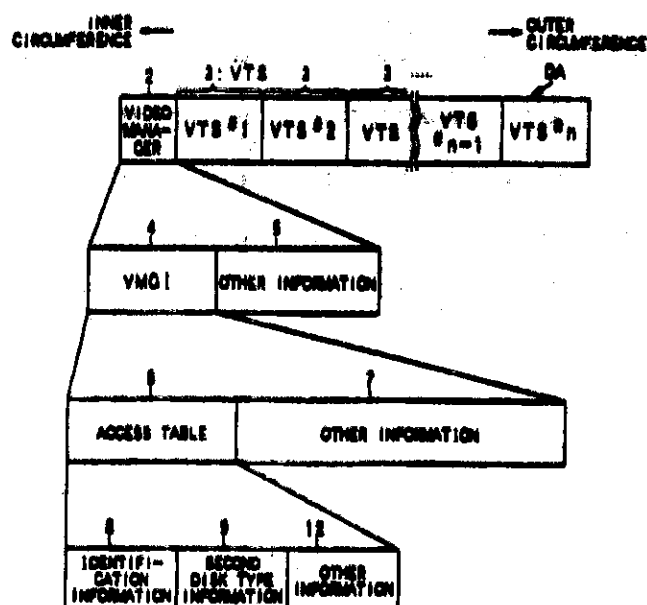 INNER CIRCUMFERENCE
OUTER CIRCUMFERENCE
2
3: VTS
3
3
....
DA
VIDEO MANA- GER
VTS #1
VTS #2
VTS
VTS #n-1
VTS #n
4
5
VMGI
OTHER INFORMATION
6
7
ACCESS TABLE
OTHER INFORMATION
8
9
12
IDENTIFI- CATION INFORMATION
SECOND DISK TYPE INFORMATION
OTHER INFORMATION